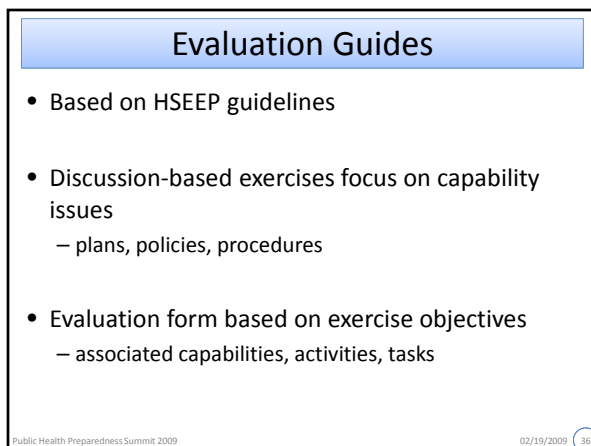 Evaluation Guides
• Based on HSEEP guidelines
• Discussion-based exercises focus on capability
issues
– plans, policies, procedures
• Evaluation form based on exercise objectives
– associated capabilities, activities, tasks
Public Health Preparedness Summit 2009
02/19/2009 36